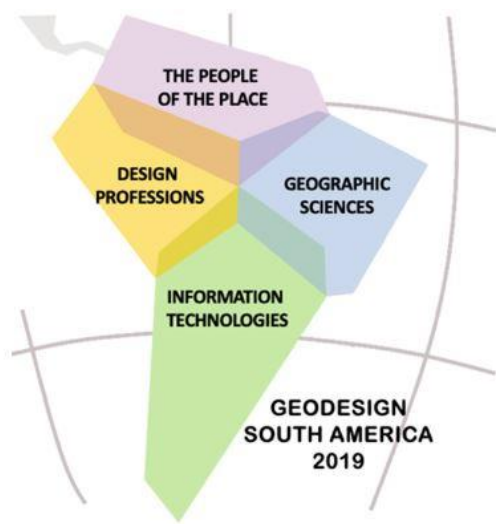 THE PEOPLE
OF THE PLACE
DESIGN
PROFESSIONS
GEOGRAPHIC
SCIENCES
INFORMATION
TECHNOLOGIES
GEODESIGN
SOUTH AMERICA
2019